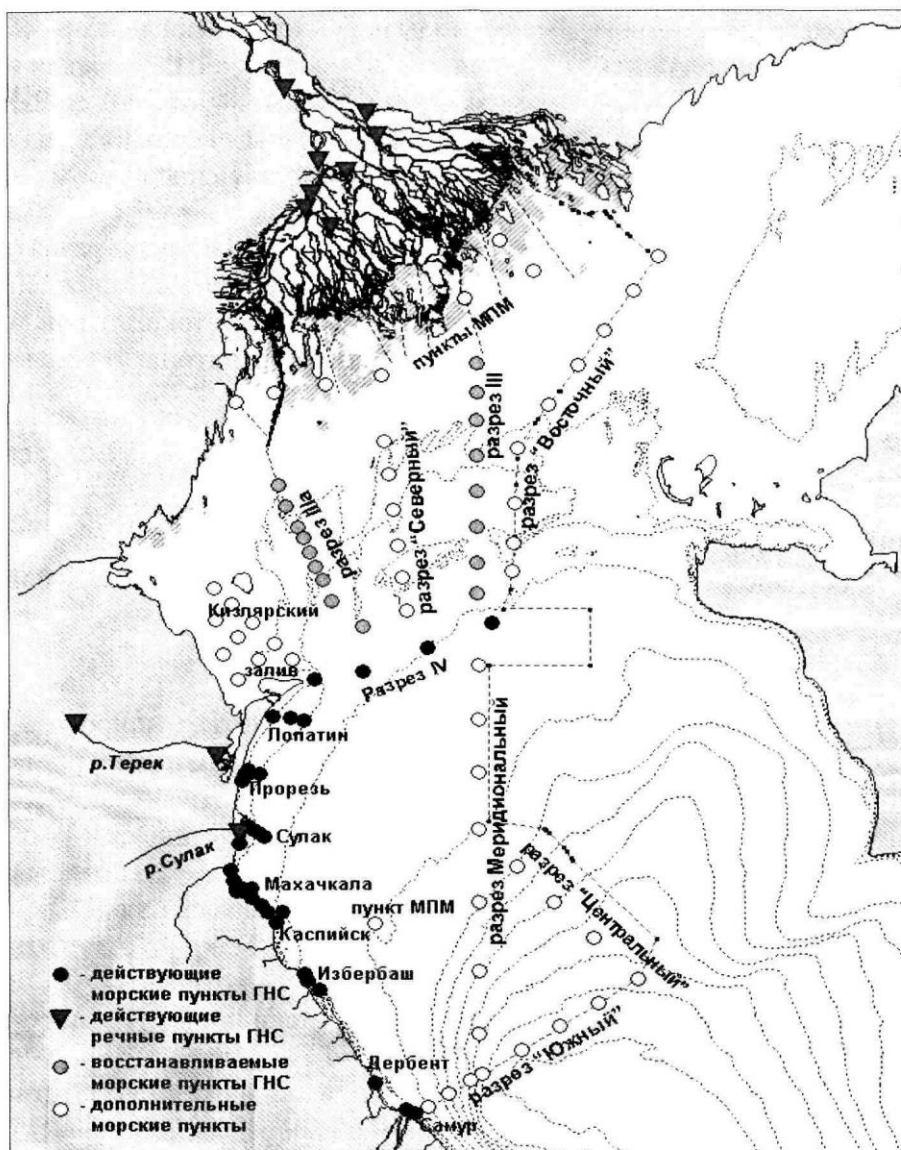 пункты МПМ
разрез III
разрез "Восточный"
разрез "Северный"
разрез IIIа
Кизлярский
залив
Разрез IV
Лопатин
р.Терек
Прорезь
разрез Меридиональный
Сулак
р.Сулак
разрез "Центральный"
Махачкала
пункт МПМ
Каспийск
Избербаш
разрез "Южный"
Дербент
Самур
- действующие
морские пункты ГНС
- действующие
речные пункты ГНС
- восстанавливаемые
морские пункты ГНС
- дополнительные
морские пункты